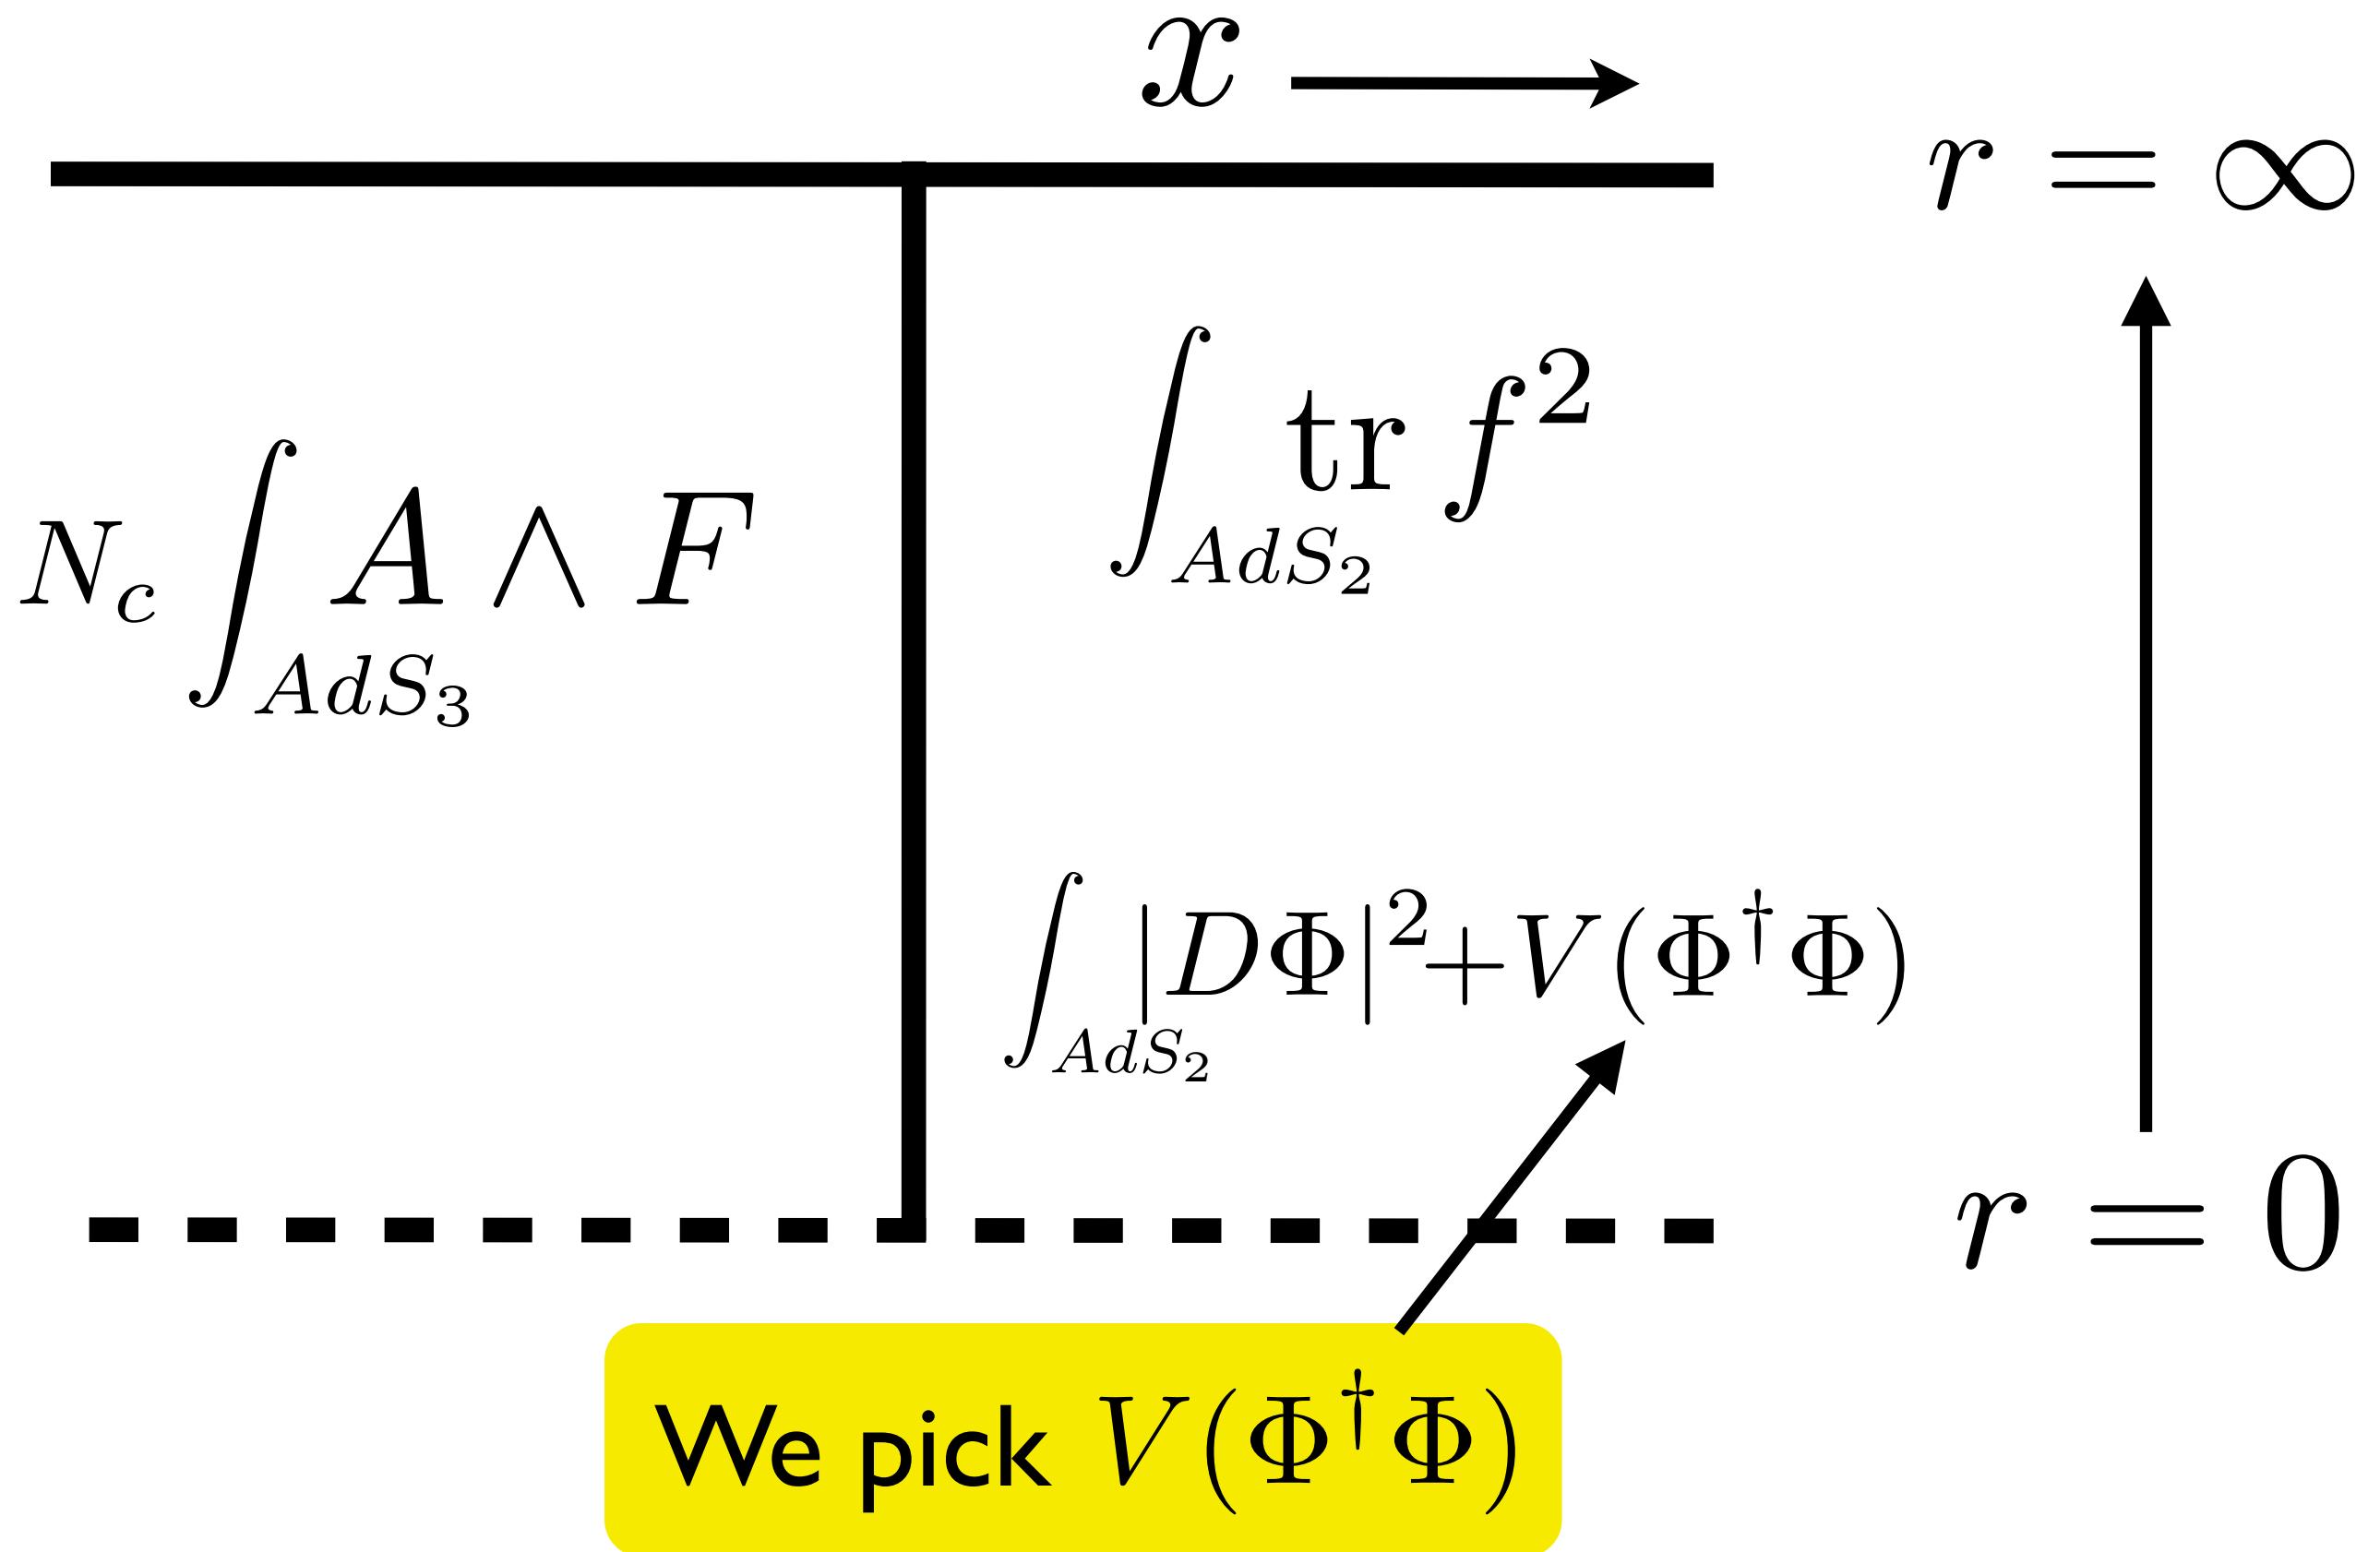 x
r = ∞
∫_{AdS_2} tr f^2
N_c ∫_{AdS_3} A ∧ F
∫_{AdS_2} |DΦ|^2 + V(Φ†Φ)
r = 0
We pick V(Φ†Φ)